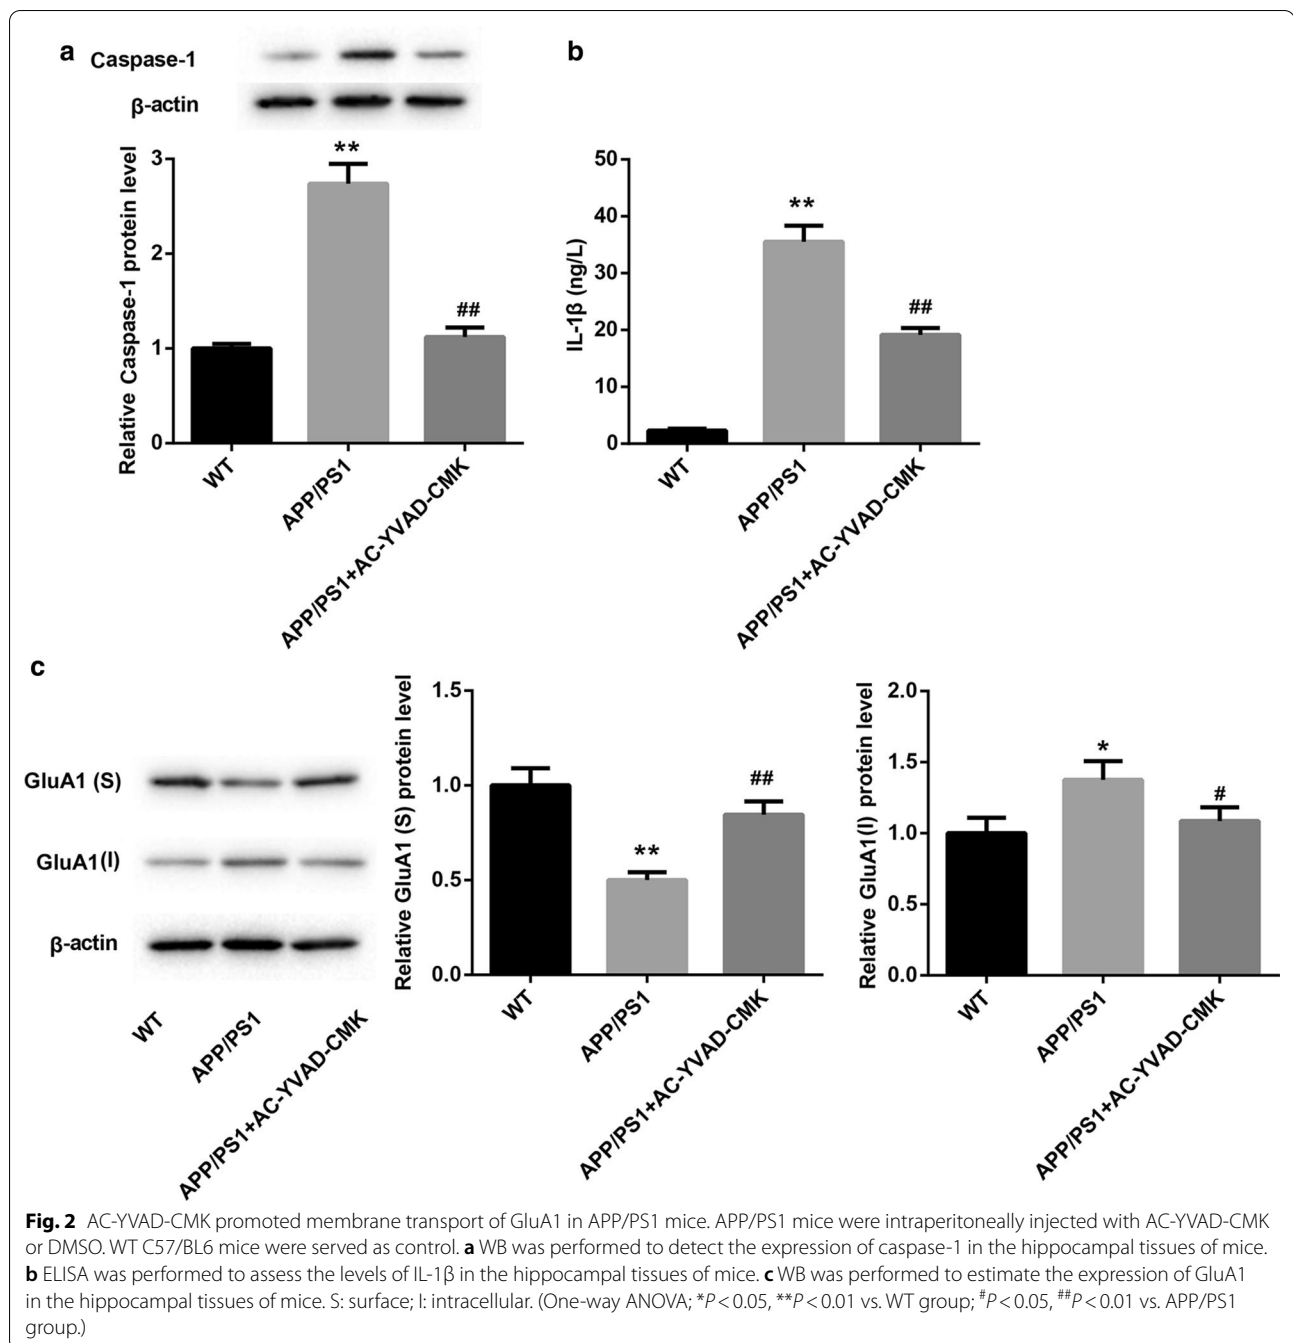 a
Caspase-1
β-actin
Relative Caspase-1 protein level
3
2
1
0
**
##
WT
APP/PS1
APP/PS1+AC-YVAD-CMK
b
IL-1β (ng/L)
50
40
30
20
10
0
**
##
WT
APP/PS1
APP/PS1+AC-YVAD-CMK
c
GluA1 (S)
GluA1(I)
β-actin
WT
APP/PS1
APP/PS1+AC-YVAD-CMK
Relative GluA1 (S) protein level
1.5
1.0
0.5
0.0
**
##
WT
APP/PS1
APP/PS1+AC-YVAD-CMK
Relative GluA1(I) protein level
2.0
1.5
1.0
0.5
0.0
*
#
WT
APP/PS1
APP/PS1+AC-YVAD-CMK
Fig. 2 AC-YVAD-CMK promoted membrane transport of GluA1 in APP/PS1 mice. APP/PS1 mice were intraperitoneally injected with AC-YVAD-CMK
or DMSO. WT C57/BL6 mice were served as control. a WB was performed to detect the expression of caspase-1 in the hippocampal tissues of mice.
b ELISA was performed to assess the levels of IL-1β in the hippocampal tissues of mice. c WB was performed to estimate the expression of GluA1
in the hippocampal tissues of mice. S: surface; I: intracellular. (One-way ANOVA; *P < 0.05, **P < 0.01 vs. WT group; #P < 0.05, ##P < 0.01 vs. APP/PS1
group.)